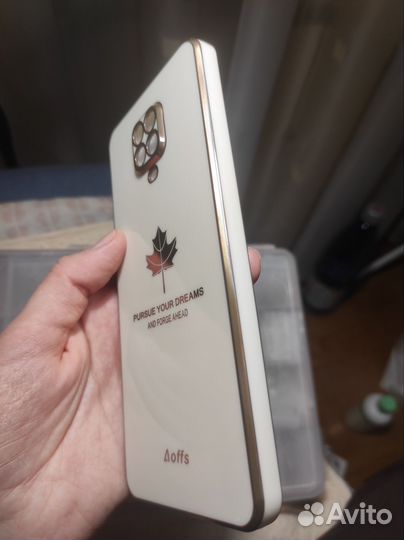 PURSUE YOUR DREAMS
AND FORGE AHEAD
Δoffs
Avito